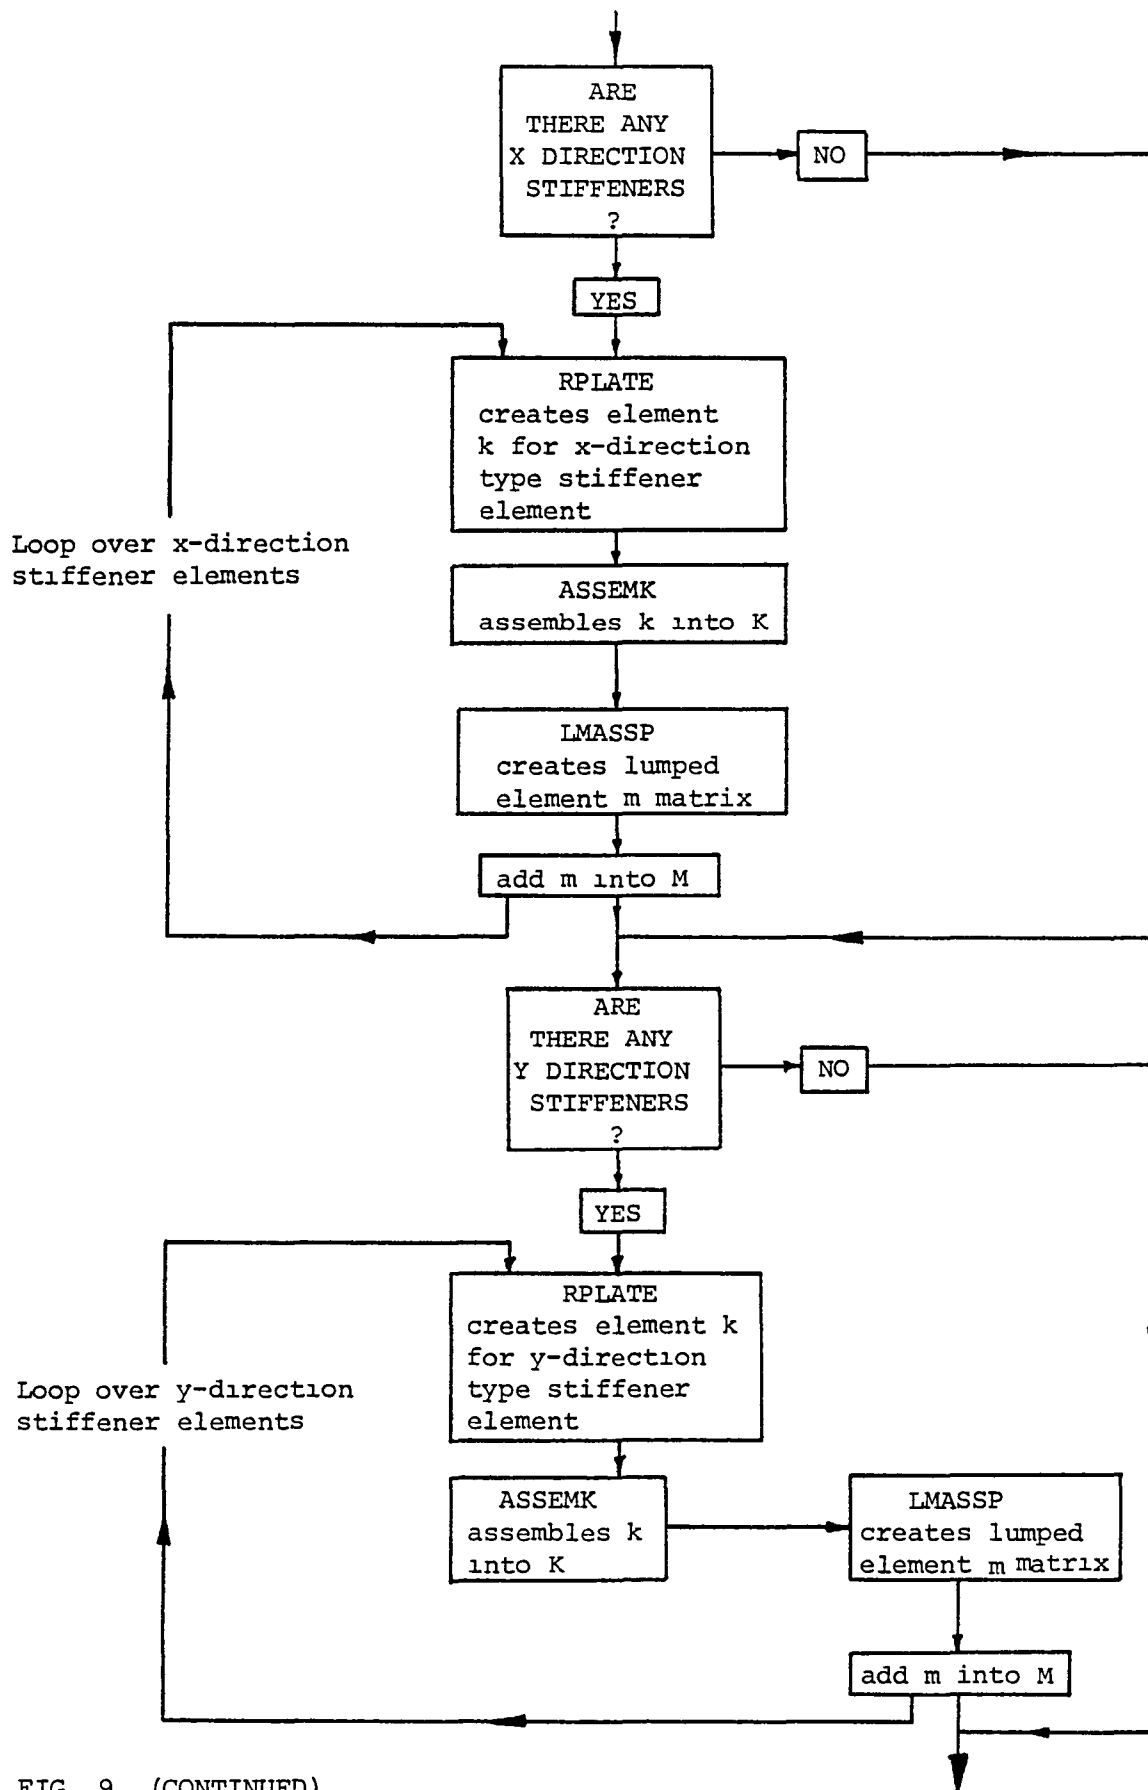 ARE
THERE ANY
X DIRECTION
STIFFENERS
?
NO
YES
RPLATE
creates element
k for x-direction
type stiffener
element
Loop over x-direction
stiffener elements
ASSEMK
assembles k into K
LMASSP
creates lumped
element m matrix
add m into M
ARE
THERE ANY
Y DIRECTION
STIFFENERS
?
NO
YES
RPLATE
creates element k
for y-direction
type stiffener
element
Loop over y-direction
stiffener elements
ASSEMK
assembles k
into K
LMASSP
creates lumped
element m matrix
add m into M
FIG. 9 (CONTINUED)